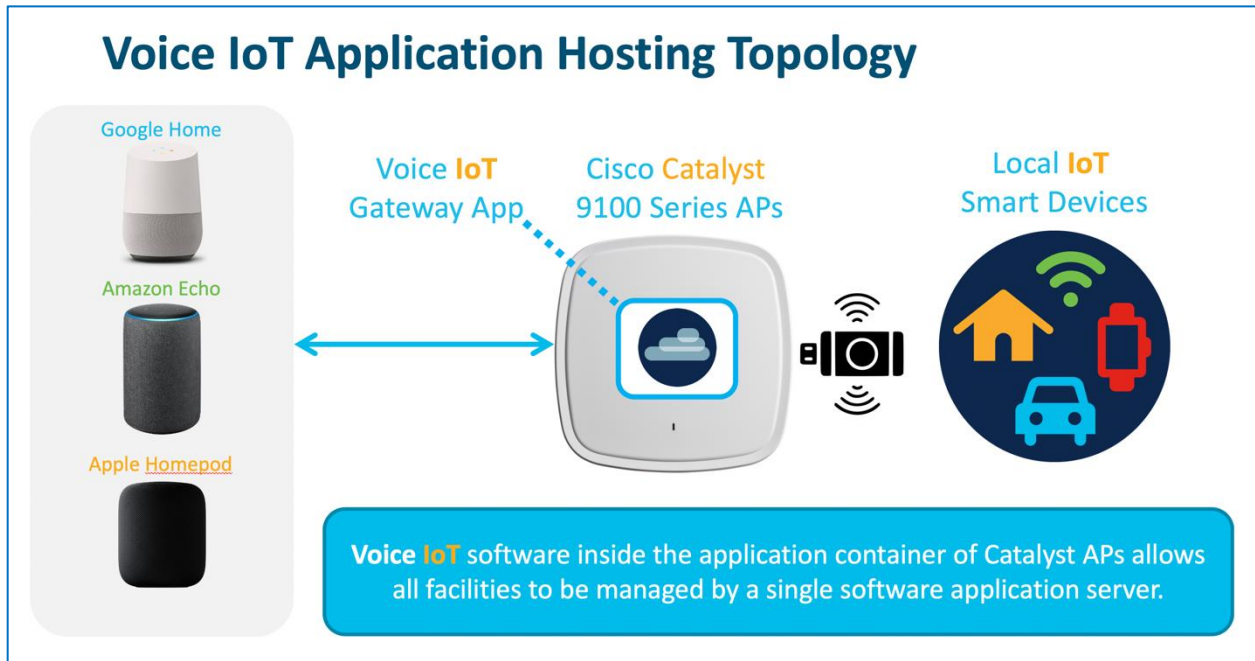 Voice IoT Application Hosting Topology
Google Home
Amazon Echo
Apple Homepod
Voice IoT
Gateway App
Cisco Catalyst
9100 Series APs
Local IoT
Smart Devices
Voice IoT software inside the application container of Catalyst APs allows
all facilities to be managed by a single software application server.